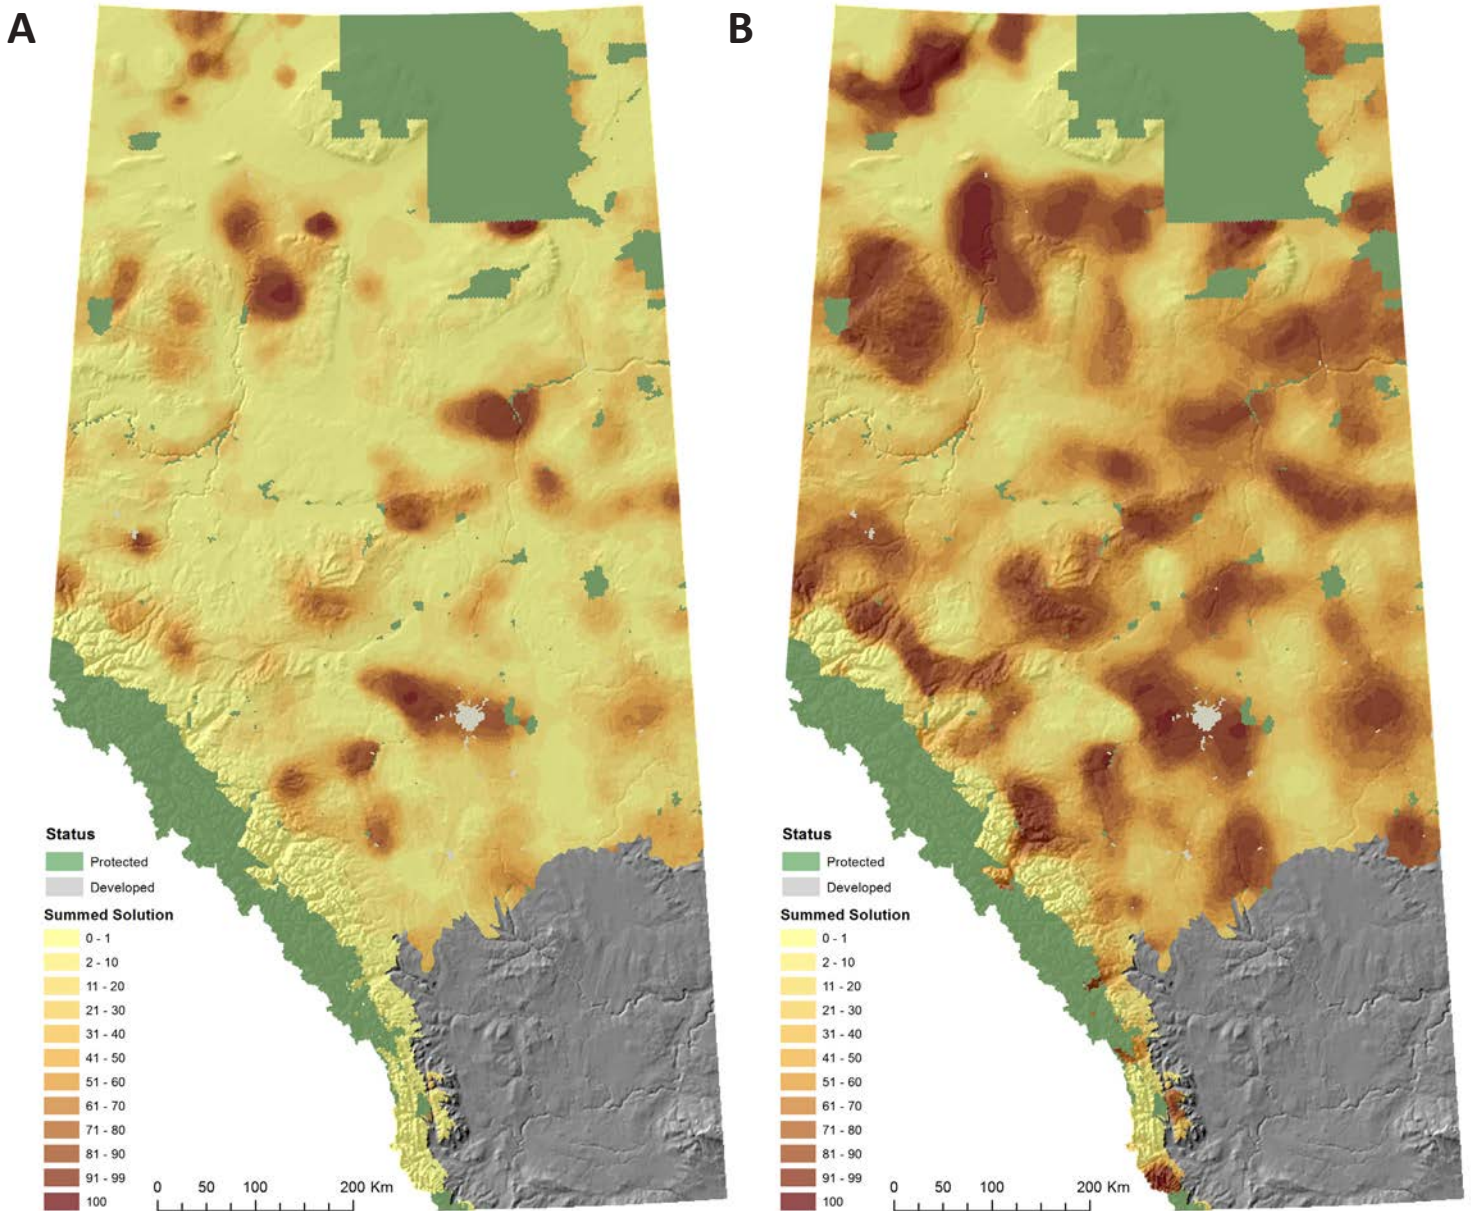 A
B
Status
Protected
Developed
Summed Solution
0 - 1
2 - 10
11 - 20
21 - 30
31 - 40
41 - 50
51 - 60
61 - 70
71 - 80
81 - 90
91 - 99
100
0 50 100 200 Km
Status
Protected
Developed
Summed Solution
0 - 1
2 - 10
11 - 20
21 - 30
31 - 40
41 - 50
51 - 60
61 - 70
71 - 80
81 - 90
91 - 99
100
0 50 100 200 Km